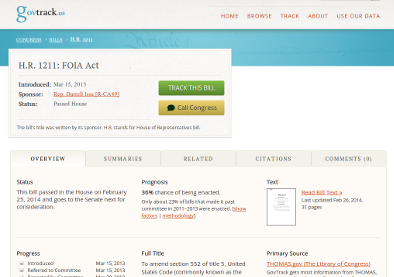 govtrack.us
HOME BROWSE TRACK ABOUT USE OUR DATA
CONGRESS › BILLS › H.R. 1211
Article
H.R. 1211: FOIA Act
Introduced: Mar 15, 2013
Sponsor: Rep. Darrell Issa [R-CA49]
Status: Passed House
TRACK THIS BILL
Call Congress
The bill's title was written by its sponsor. H.R. stands for House of Representatives bill.
OVERVIEW SUMMARIES RELATED CITATIONS COMMENTS (0)
Status
This bill passed in the House on February
25, 2014 and goes to the Senate next for
consideration.
Prognosis
36% chance of being enacted.
Only about 23% of bills that made it past
committee in 2011–2013 were enacted. [show
factors | methodology]
Text
Read Bill Text »
Last updated Feb 26, 2014.
31 pages
Progress
Introduced Mar 15, 2013
Referred to Committee Mar 15, 2013
Mar 20, 2013
Full Title
To amend section 552 of title 5, United
States Code (commonly known as the
Primary Source
THOMAS.gov (The Library of Congress)
GovTrack gets most information from THOMAS,